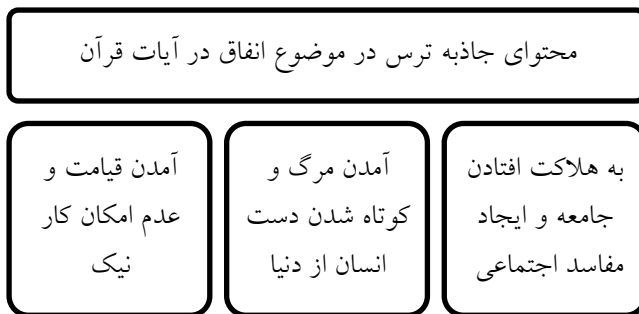 محتوای جاذبه ترس در موضوع انفاق در آیات قرآن
به هلاکت افتادن
جامعه و ایجاد
مفاسد اجتماعی
آمدن مرگ و
کوتاه شدن دست
انسان از دنیا
آمدن قیامت و
عدم امکان کار
نیک